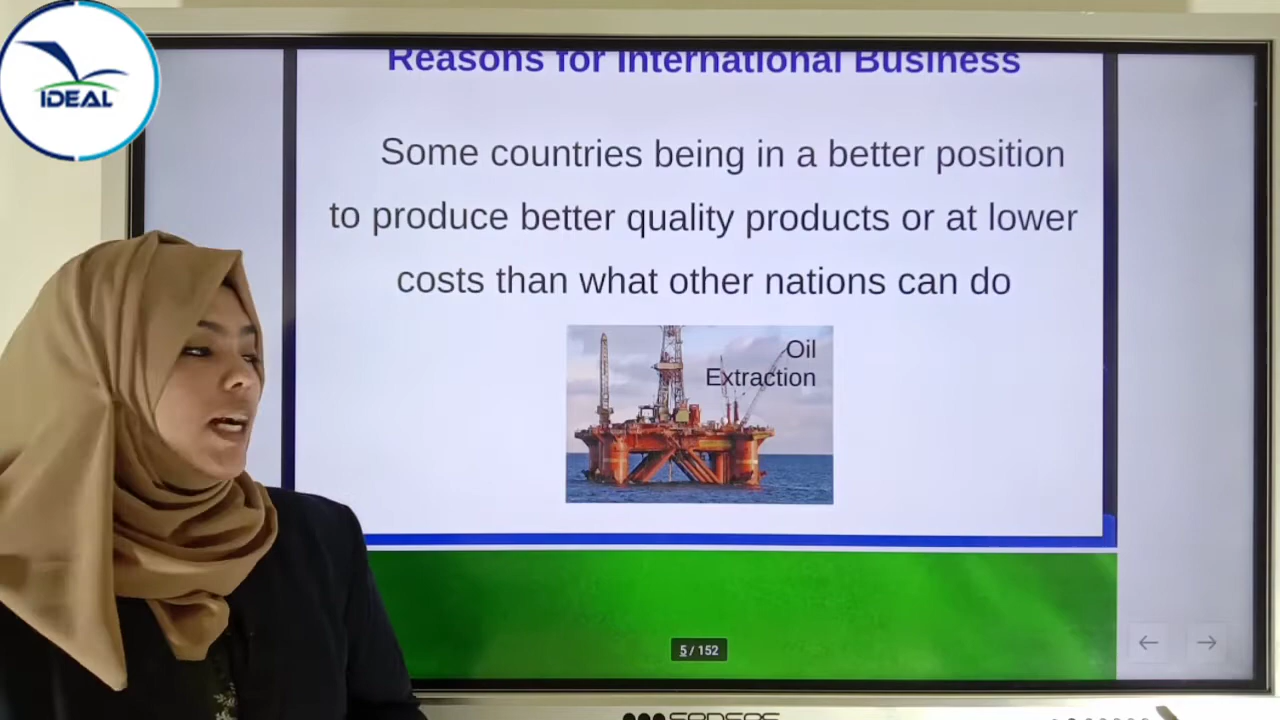 IDEAL
Reasons for International Business
Some countries being in a better position
to produce better quality products or at lower
costs than what other nations can do
Oil
Extraction
5 / 152